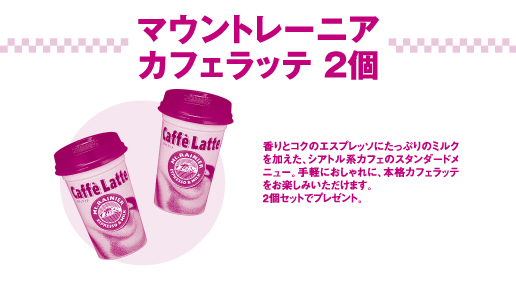 マウントレーニア
カフェラッテ 2個
香りとコクのエスプレッソにたっぷりのミルク
を加えた、シアトル系カフェのスタンダードメ
ニュー。手軽におしゃれに、本格カフェラッテ
をお楽しみいただけます。
2個セットでプレゼント。
Caffè Latte
MT.RAINIER
ESPRESSO & MILK
Caffè Latte
MT.RAINIER
ESPRESSO & MILK